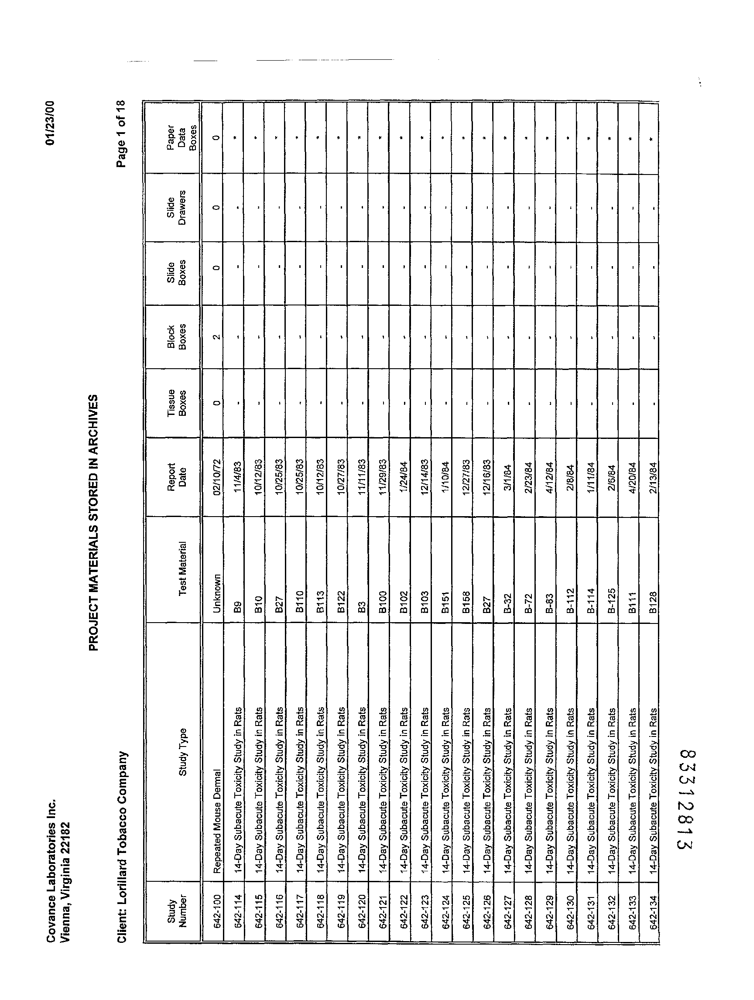 Covance Laboratories Inc. 01/23/00
Vienna, Virginia 22182
PROJECT MATERIALS STORED IN ARCHIVES
Client: Lorillard Tobacco Company Page 1 of 18
Study Number Study Type Test Material Report Date Tissue Boxes Block Boxes Slide Boxes Slide Drawers Paper Data Boxes
642-100 Repeated Mouse Dermal Unknown 02/10/72 0 2 0 0 0
642-114 14-Day Subacute Toxicity Study in Rats B9 11/4/83 - - - - *
642-115 14-Day Subacute Toxicity Study in Rats B10 10/12/83 - - - - *
642-116 14-Day Subacute Toxicity Study in Rats B27 10/25/83 - - - - *
642-117 14-Day Subacute Toxicity Study in Rats B110 10/25/83 - - - - *
642-118 14-Day Subacute Toxicity Study in Rats B113 10/12/83 - - - - *
642-119 14-Day Subacute Toxicity Study in Rats B122 10/27/83 - - - - *
642-120 14-Day Subacute Toxicity Study in Rats B3 11/11/83 - - - - *
642-121 14-Day Subacute Toxicity Study in Rats B100 11/29/83 - - - - *
642-122 14-Day Subacute Toxicity Study in Rats B102 1/24/84 - - - - *
642-123 14-Day Subacute Toxicity Study in Rats B103 12/14/83 - - - - *
642-124 14-Day Subacute Toxicity Study in Rats B151 1/10/84 - - - - *
642-125 14-Day Subacute Toxicity Study in Rats B158 12/27/83 - - - - *
642-126 14-Day Subacute Toxicity Study in Rats B27 12/16/83 - - - - *
642-127 14-Day Subacute Toxicity Study in Rats B-32 3/1/84 - - - - *
642-128 14-Day Subacute Toxicity Study in Rats B-72 2/23/84 - - - - *
642-129 14-Day Subacute Toxicity Study in Rats B-83 4/12/84 - - - - *
642-130 14-Day Subacute Toxicity Study in Rats B-112 2/8/84 - - - - *
642-131 14-Day Subacute Toxicity Study in Rats B-114 1/11/84 - - - - *
642-132 14-Day Subacute Toxicity Study in Rats B-125 2/6/84 - - - - *
642-133 14-Day Subacute Toxicity Study in Rats B111 4/20/84 - - - - *
642-134 14-Day Subacute Toxicity Study in Rats B128 2/13/84 - - - - *
83312813